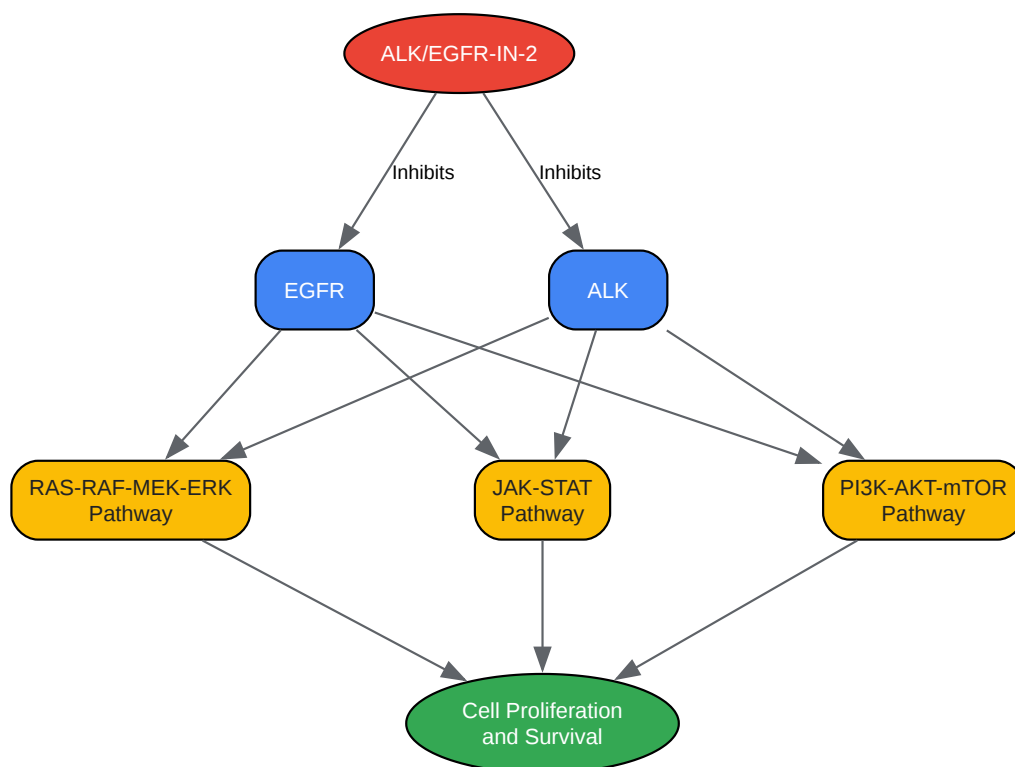 ALK/EGFR-IN-2
Inhibits
Inhibits
EGFR
ALK
RAS-RAF-MEK-ERK
Pathway
JAK-STAT
Pathway
PI3K-AKT-mTOR
Pathway
Cell Proliferation
and Survival